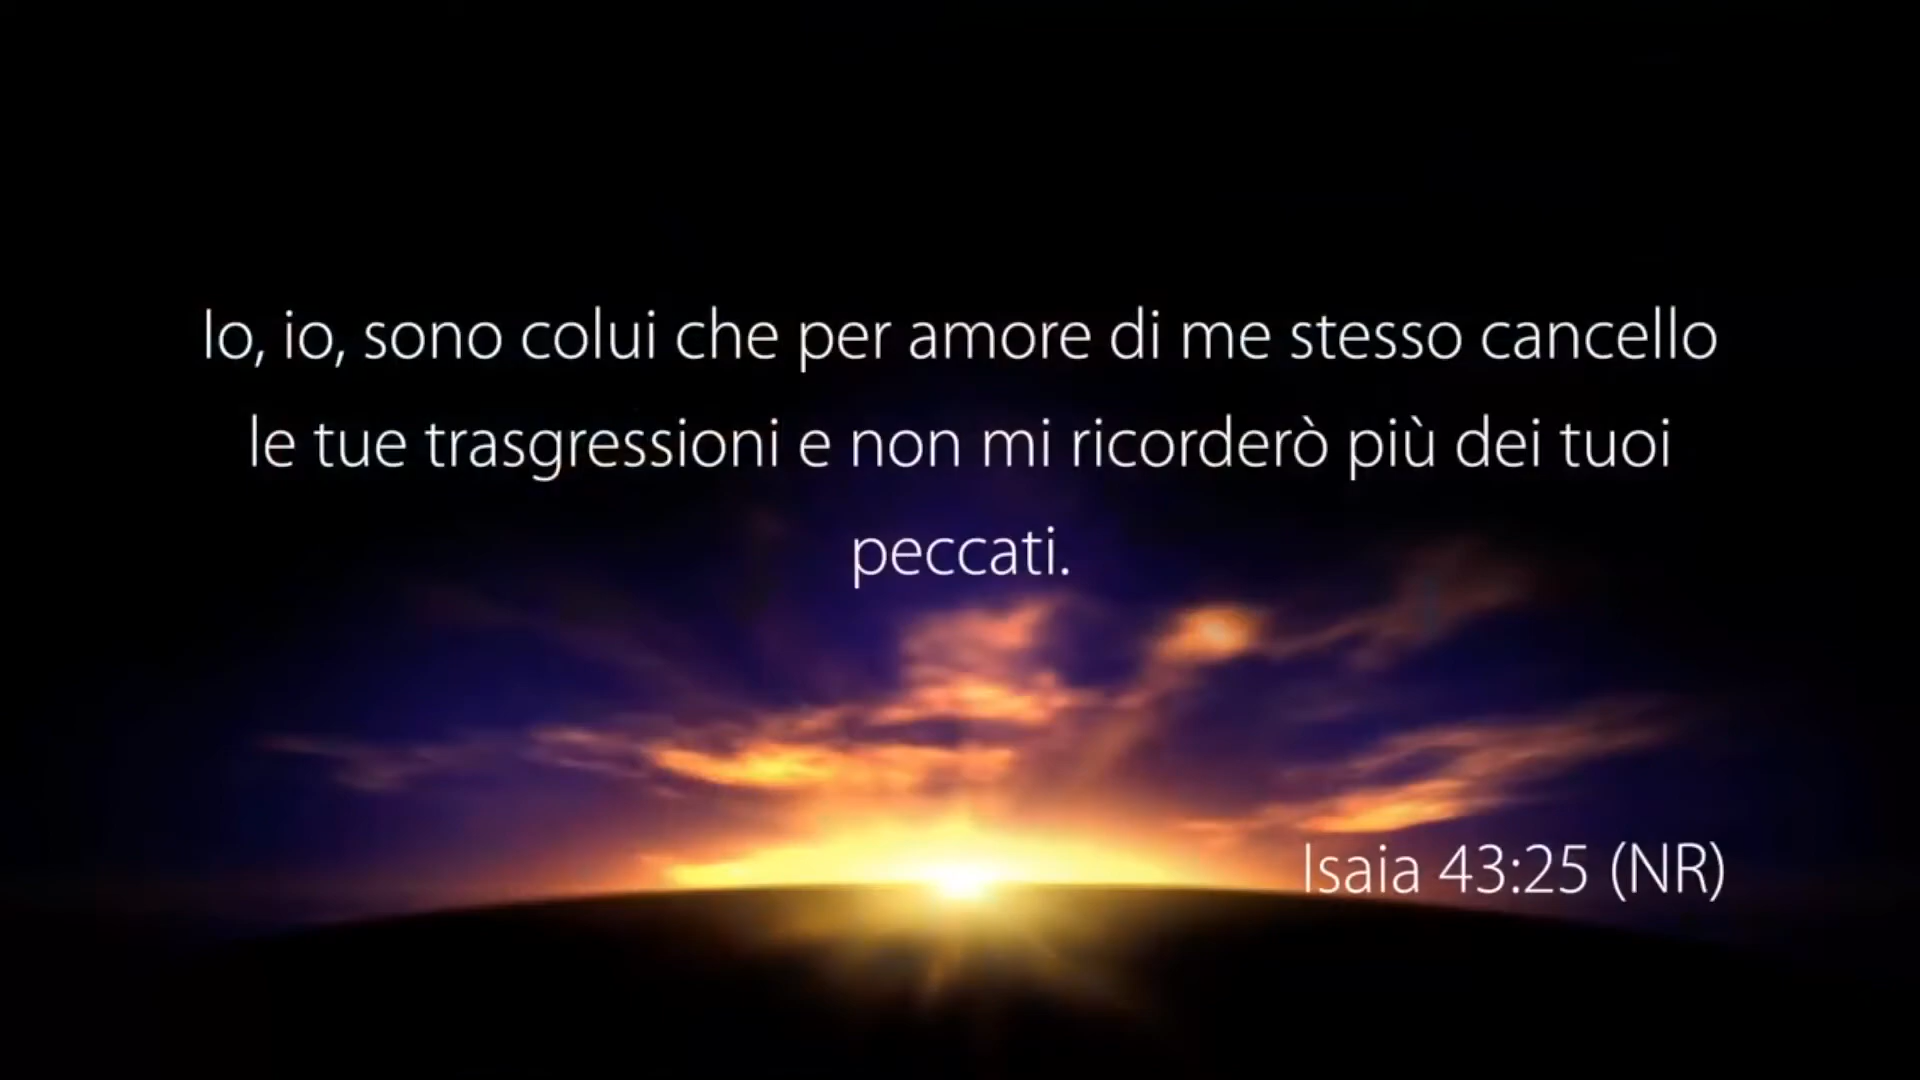 Io, io, sono colui che per amore di me stesso cancello
le tue trasgressioni e non mi ricorderò più dei tuoi
peccati.
Isaia 43:25 (NR)